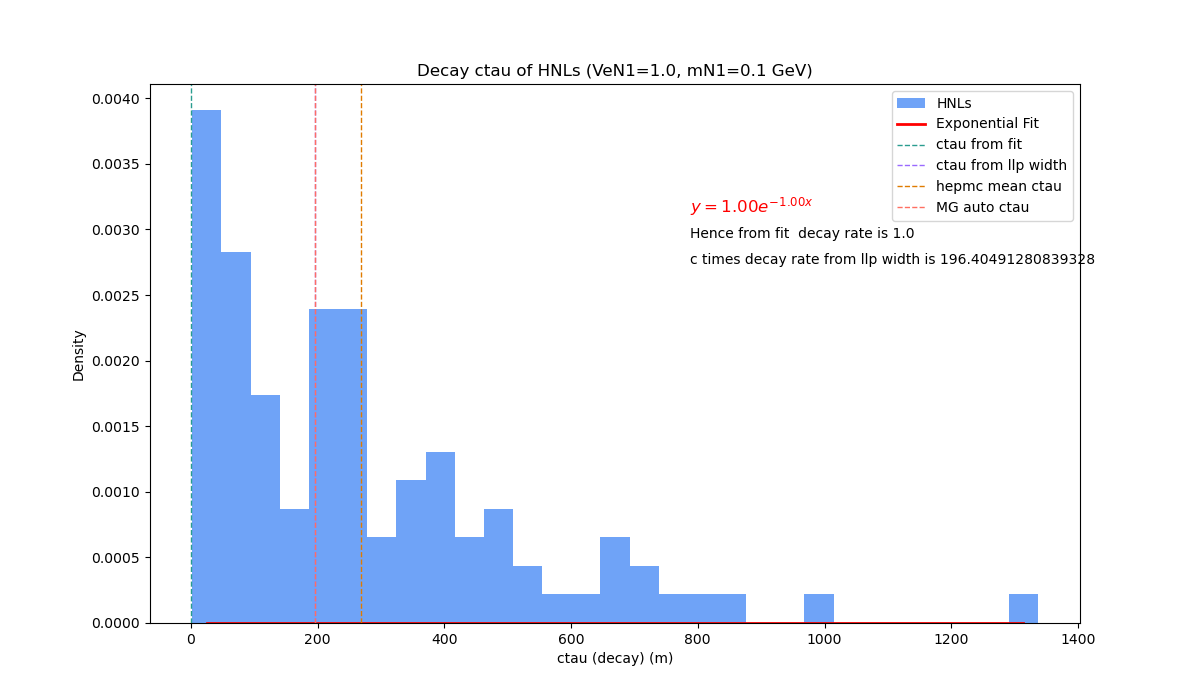 Decay ctau of HNLs (VeN1=1.0, mN1=0.1 GeV)
0.0040
0.0035
0.0030
0.0025
0.0020
0.0015
0.0010
0.0005
0.0000
Density
HNLs
Exponential Fit
ctau from fit
ctau from llp width
hepmc mean ctau
MG auto ctau
y = 1.00e^{-1.00x}
Hence from fit  decay rate is 1.0
c times decay rate from llp width is 196.40491280839328
0 200 400 600 800 1000 1200 1400
ctau (decay) (m)